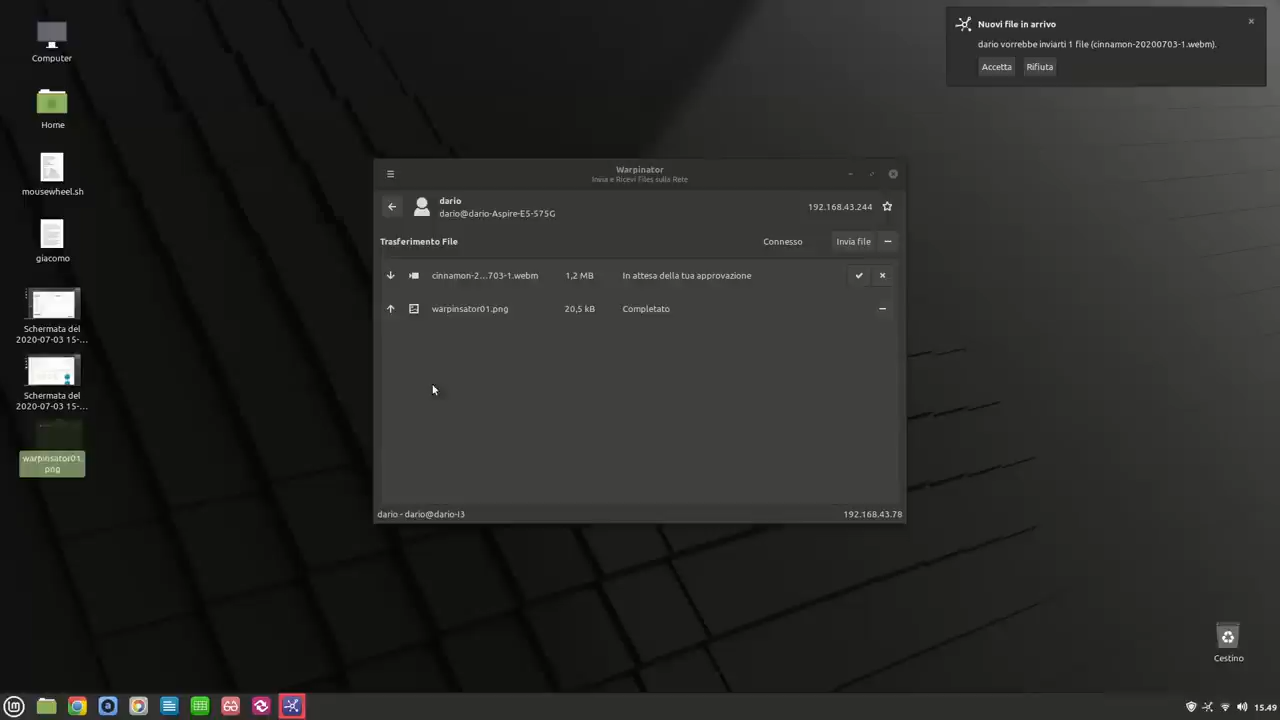 Computer
Home
mousewheel.sh
giacomo
Schermata del
2020-07-03 15-...
Schermata del
2020-07-03 15-...
warpinsator01.
png
Nuovi file in arrivo
dario vorrebbe inviarti 1 file (cinnamon-20200703-1.webm).
Accetta Rifiuta
Warpinator
Invia e Ricevi Files sulla Rete
dario
dario@dario-Aspire-E5-575G
192.168.43.244
Trasferimento File Connesso Invia file
cinnamon-2...703-1.webm 1,2 MB In attesa della tua approvazione
warpinsator01.png 20,5 kB Completato
dario - dario@dario-i3 192.168.43.78
Cestino
15.49